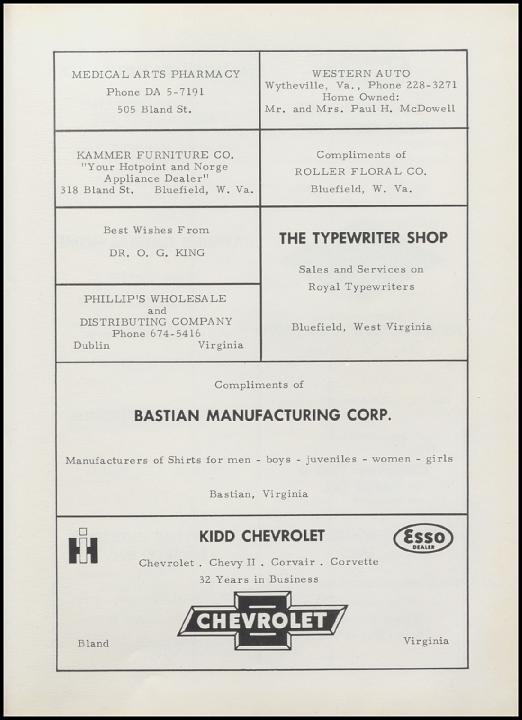 MEDICAL ARTS PHARMACY
Phone DA 5-7191
505 Bland St.
WESTERN AUTO
Wytheville, Va., Phone 228-3271
Home Owned:
Mr. and Mrs. Paul H. McDowell
KAMMER FURNITURE CO.
"Your Hotpoint and Norge
Appliance Dealer"
318 Bland St. Bluefield, W. Va.
Compliments of
ROLLER FLORAL CO.
Bluefield, W. Va.
Best Wishes From
DR. O. G. KING
THE TYPEWRITER SHOP
Sales and Services on
Royal Typewriters
Bluefield, West Virginia
PHILLIP'S WHOLESALE
and
DISTRIBUTING COMPANY
Phone 674-5416
Dublin Virginia
Compliments of
BASTIAN MANUFACTURING CORP.
Manufacturers of Shirts for men - boys - juveniles - women - girls
Bastian, Virginia
IH
KIDD CHEVROLET
Esso
DEALER
Chevrolet . Chevy II . Corvair . Corvette
32 Years in Business
CHEVROLET
Bland Virginia